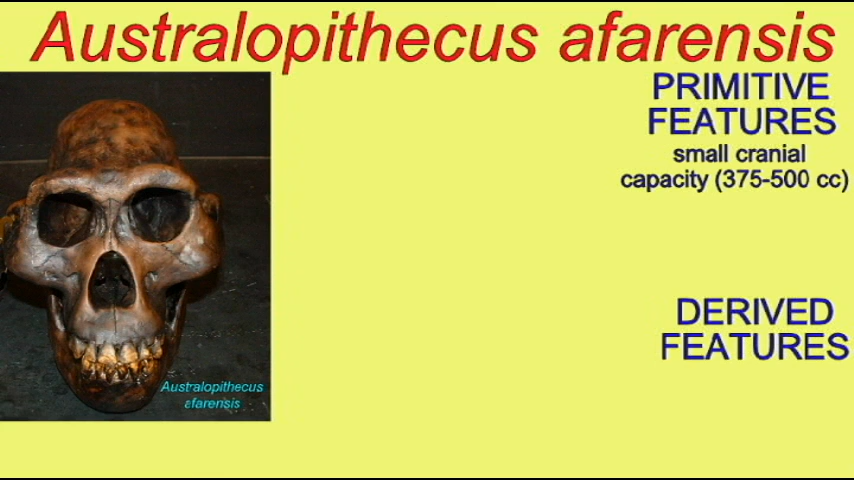 Australopithecus afarensis
PRIMITIVE
FEATURES
small cranial
capacity (375-500 cc)
DERIVED
FEATURES
Australopithecus
afarensis